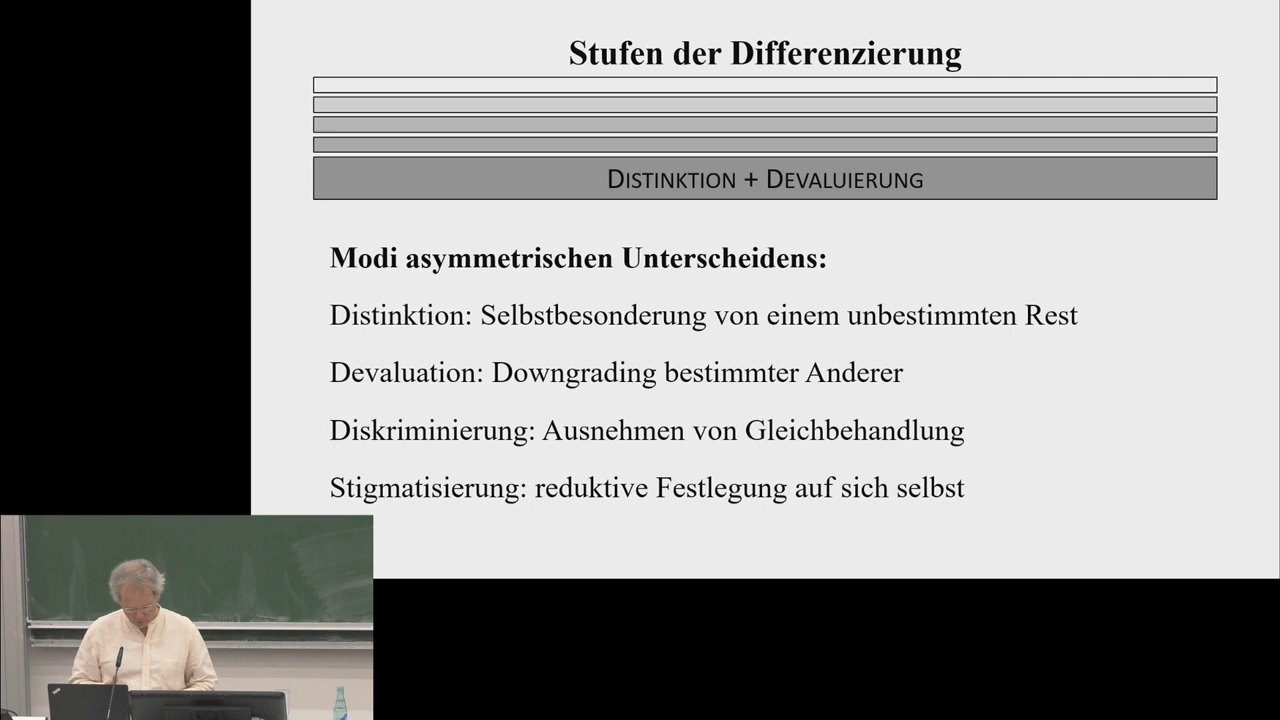 Stufen der Differenzierung
DISTINKTION + DEVALUIERUNG
Modi asymmetrischen Unterscheidens:
Distinktion: Selbstbesonderung von einem unbestimmten Rest
Devaluation: Downgrading bestimmter Anderer
Diskriminierung: Ausnehmen von Gleichbehandlung
Stigmatisierung: reduktive Festlegung auf sich selbst